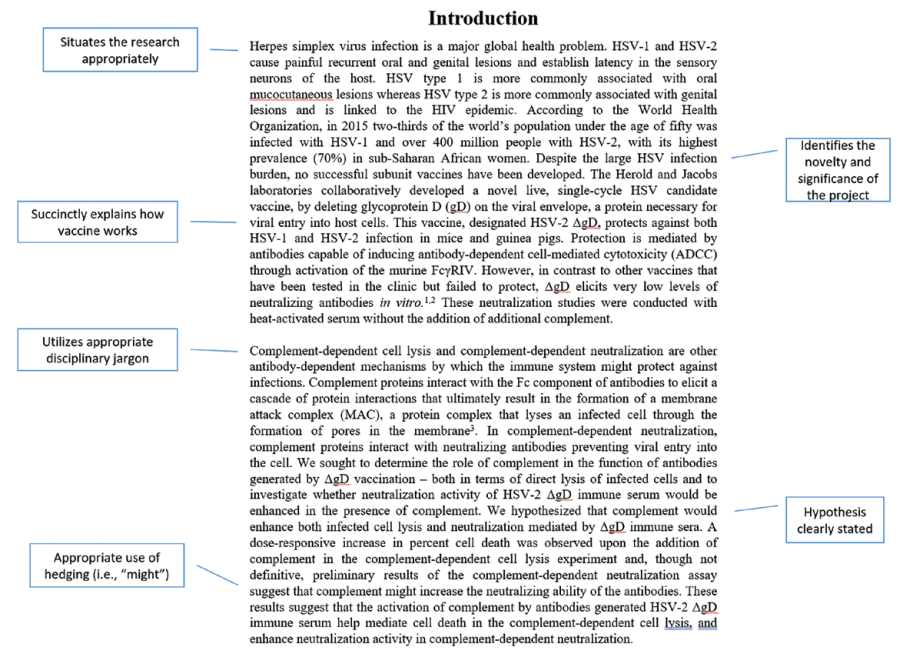 Introduction
Situates the research
appropriately
Herpes simplex virus infection is a major global health problem. HSV-1 and HSV-2
cause painful recurrent oral and genital lesions and establish latency in the sensory
neurons of the host. HSV type 1 is more commonly associated with oral
mucocutaneous lesions whereas HSV type 2 is more commonly associated with genital
lesions and is linked to the HIV epidemic. According to the World Health
Organization, in 2015 two-thirds of the world’s population under the age of fifty was
infected with HSV-1 and over 400 million people with HSV-2, with its highest
prevalence (70%) in sub-Saharan African women. Despite the large HSV infection
burden, no successful subunit vaccines have been developed. The Herold and Jacobs
laboratories collaboratively developed a novel live, single-cycle HSV candidate
vaccine, by deleting glycoprotein D (gD) on the viral envelope, a protein necessary for
viral entry into host cells. This vaccine, designated HSV-2 ΔgD, protects against both
HSV-1 and HSV-2 infection in mice and guinea pigs. Protection is mediated by
antibodies capable of inducing antibody-dependent cell-mediated cytotoxicity (ADCC)
through activation of the murine FcγRIV. However, in contrast to other vaccines that
have been tested in the clinic but failed to protect, ΔgD elicits very low levels of
neutralizing antibodies in vitro.1,2 These neutralization studies were conducted with
heat-activated serum without the addition of additional complement.
Identifies the
novelty and
significance of
the project
Succinctly explains how
vaccine works
Utilizes appropriate
disciplinary jargon
Complement-dependent cell lysis and complement-dependent neutralization are other
antibody-dependent mechanisms by which the immune system might protect against
infections. Complement proteins interact with the Fc component of antibodies to elicit a
cascade of protein interactions that ultimately result in the formation of a membrane
attack complex (MAC), a protein complex that lyses an infected cell through the
formation of pores in the membrane3. In complement-dependent neutralization,
complement proteins interact with neutralizing antibodies preventing viral entry into
the cell. We sought to determine the role of complement in the function of antibodies
generated by ΔgD vaccination – both in terms of direct lysis of infected cells and to
investigate whether neutralization activity of HSV-2 ΔgD immune serum would be
enhanced in the presence of complement. We hypothesized that complement would
enhance both infected cell lysis and neutralization mediated by ΔgD immune sera. A
dose-responsive increase in percent cell death was observed upon the addition of
complement in the complement-dependent cell lysis experiment and, though not
definitive, preliminary results of the complement-dependent neutralization assay
suggest that complement might increase the neutralizing ability of the antibodies. These
results suggest that the activation of complement by antibodies generated HSV-2 ΔgD
immune serum help mediate cell death in the complement-dependent cell lysis, and
enhance neutralization activity in complement-dependent neutralization.
Hypothesis
clearly stated
Appropriate use of
hedging (i.e., “might”)